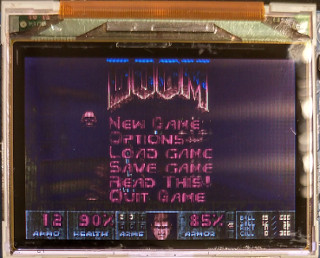 DOOM
New Game
Options
Load Game
Save Game
Read This!
Quit Game
12 90% 85%
AMMO HEALTH ARMS ARMOR